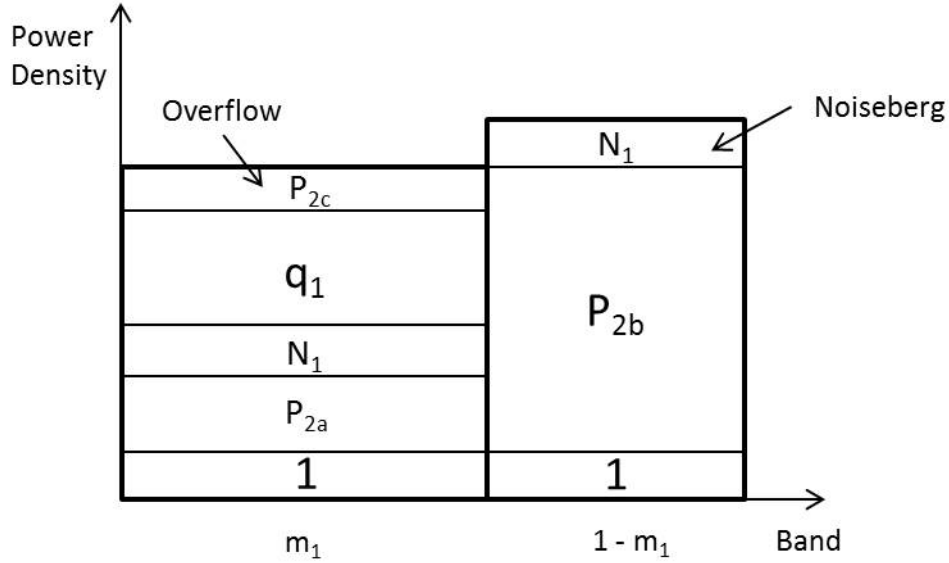 Power
Density
Overflow
Noiseberg
N₁
P₂c
q₁
P₂b
N₁
P₂a
1
1
m₁
1 - m₁
Band